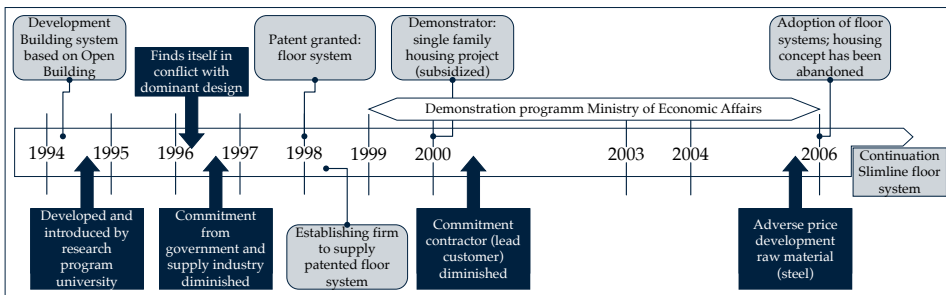 Development
Building system
based on Open
Building
Finds itself in
conflict with
dominant design
Patent granted:
floor system
Demonstrator:
single family
housing project
(subsidized)
Adoption of floor
systems; housing
concept has been
abandoned
Demonstration programm Ministry of Economic Affairs
1994 1995 1996 1997 1998 1999 2000 2003 2004 2006
Continuation
Slimline floor
system
Developed and
introduced by
research
program
university
Commitment
from
government and
supply industry
diminished
Establishing firm
to supply
patented floor
system
Commitment
contractor (lead
customer)
diminished
Adverse price
development
raw material
(steel)